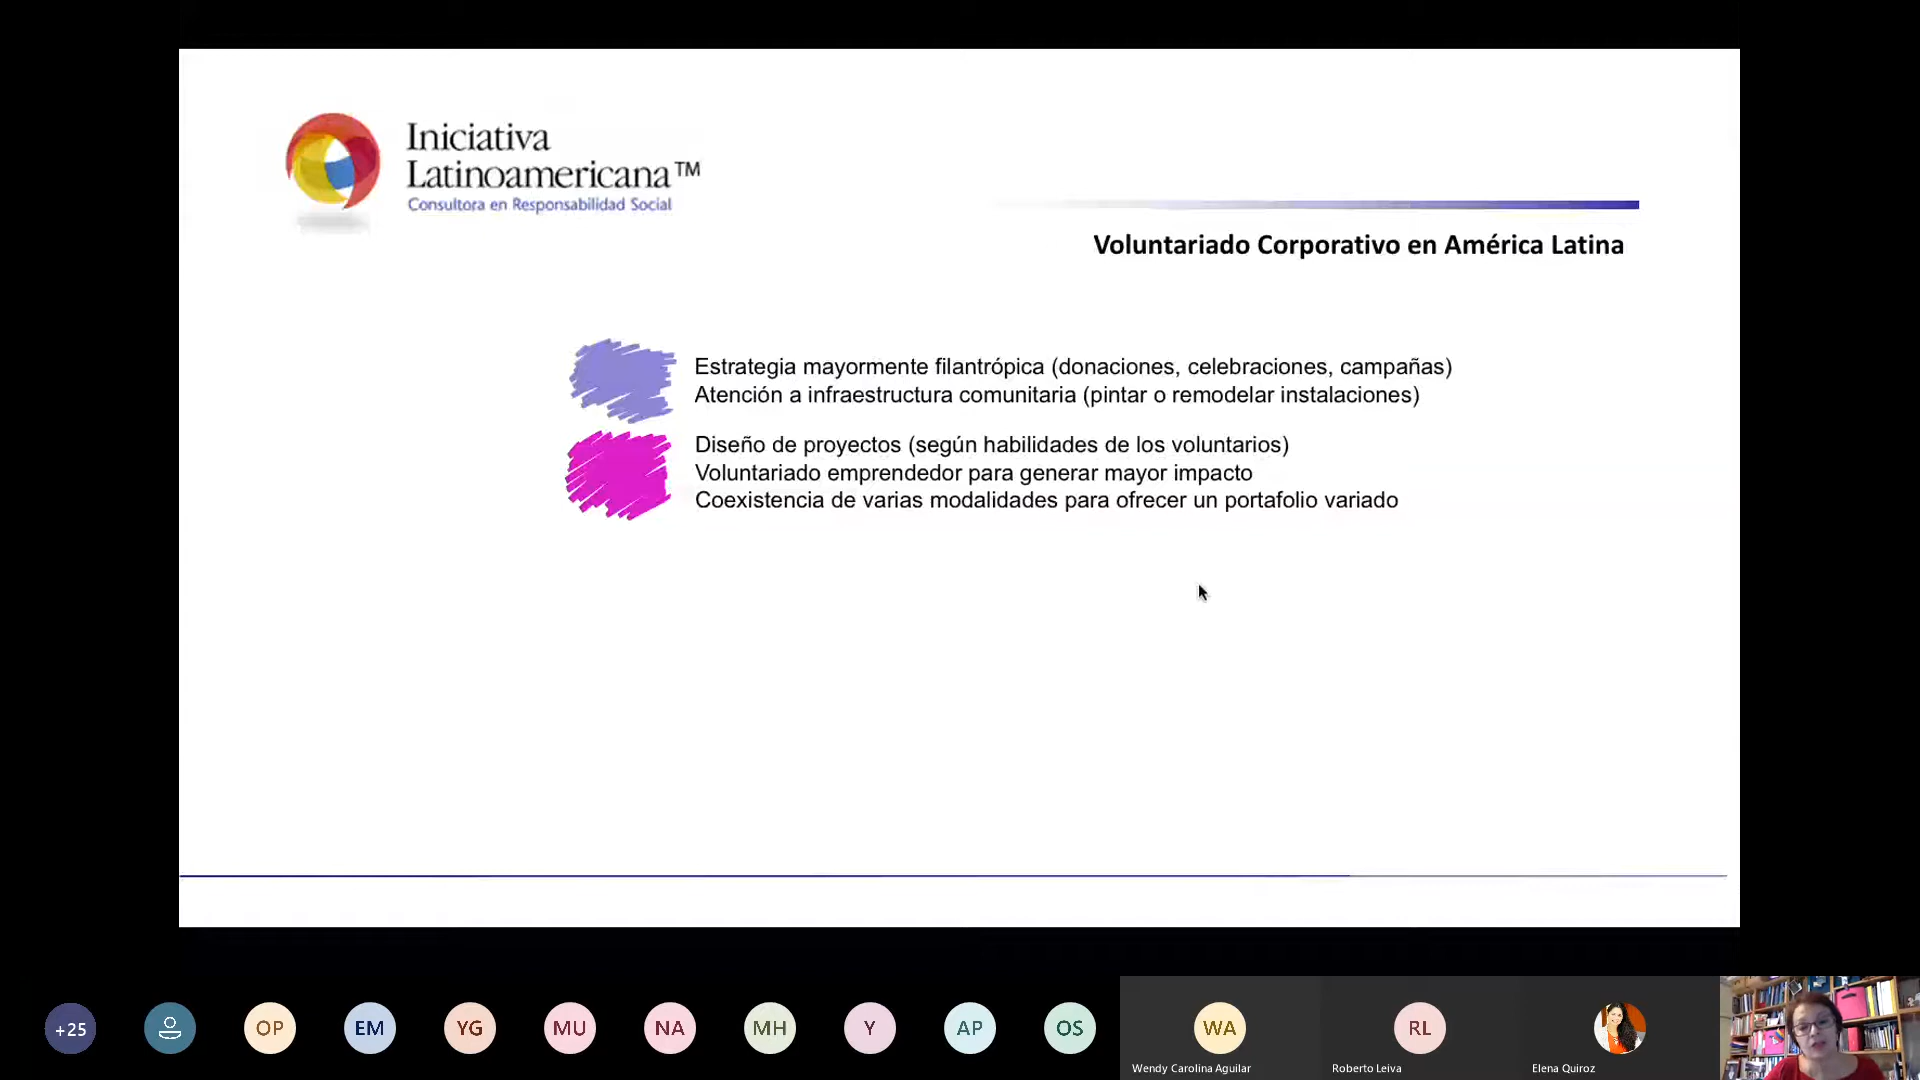 Iniciativa
Latinoamericana™
Consultora en Responsabilidad Social
Voluntariado Corporativo en América Latina
Estrategia mayormente filantrópica (donaciones, celebraciones, campañas)
Atención a infraestructura comunitaria (pintar o remodelar instalaciones)
Diseño de proyectos (según habilidades de los voluntarios)
Voluntariado emprendedor para generar mayor impacto
Coexistencia de varias modalidades para ofrecer un portafolio variado
+25
OP
EM
YG
MU
NA
MH
Y
AP
OS
WA
RL
Wendy Carolina Aguilar
Roberto Leiva
Elena Quiroz